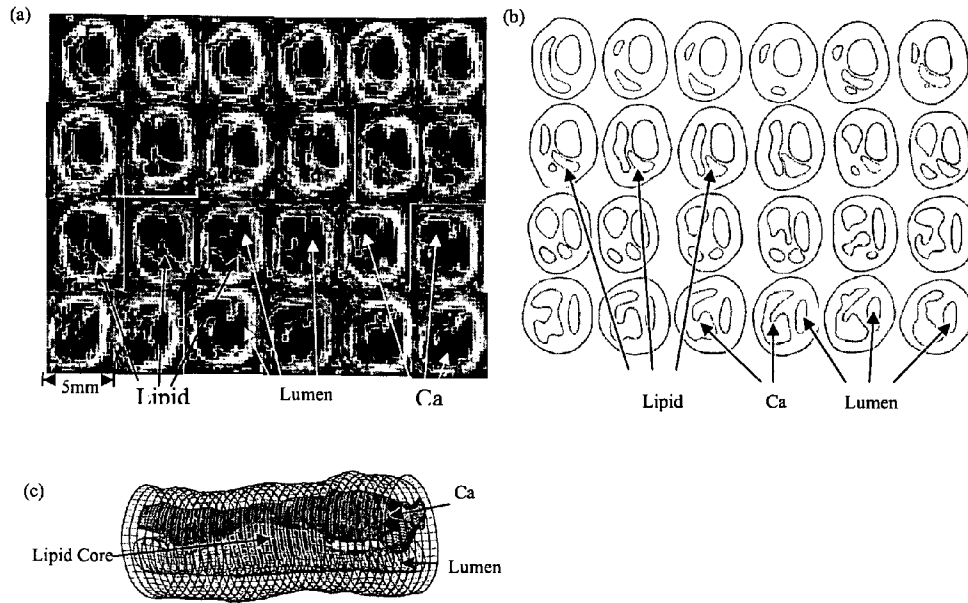 (a)
(b)
5mm
Lipid
Lumen
Ca
Lipid
Ca
Lumen
(c)
Ca
Lipid Core
Lumen